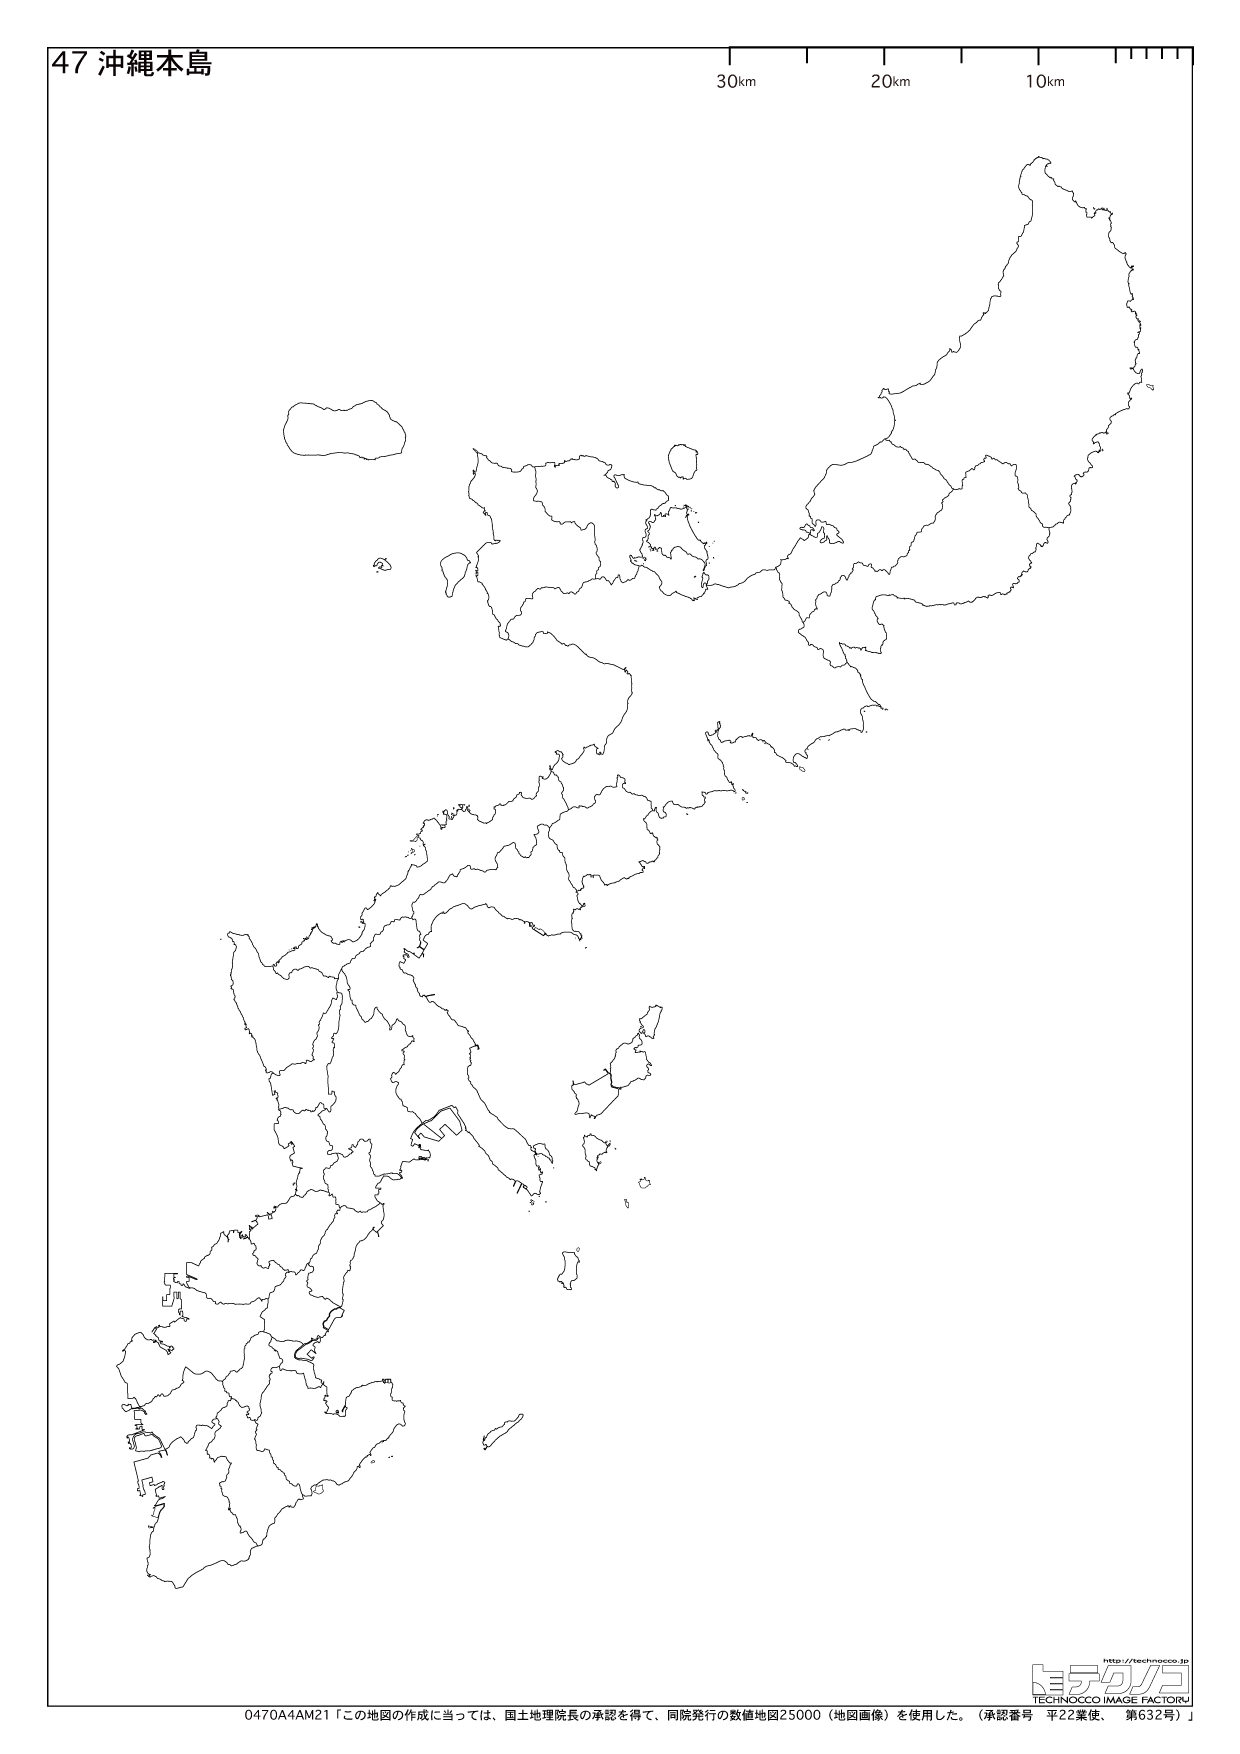 47 沖縄本島
30km 20km 10km
http://technocco.jp
テクノコ
TECHNOCCO IMAGE FACTORY
0470A4AM21「この地図の作成に当っては、国土地理院長の承認を得て、同院発行の数値地図25000（地図画像）を使用した。（承認番号　平22業使、　第632号）」